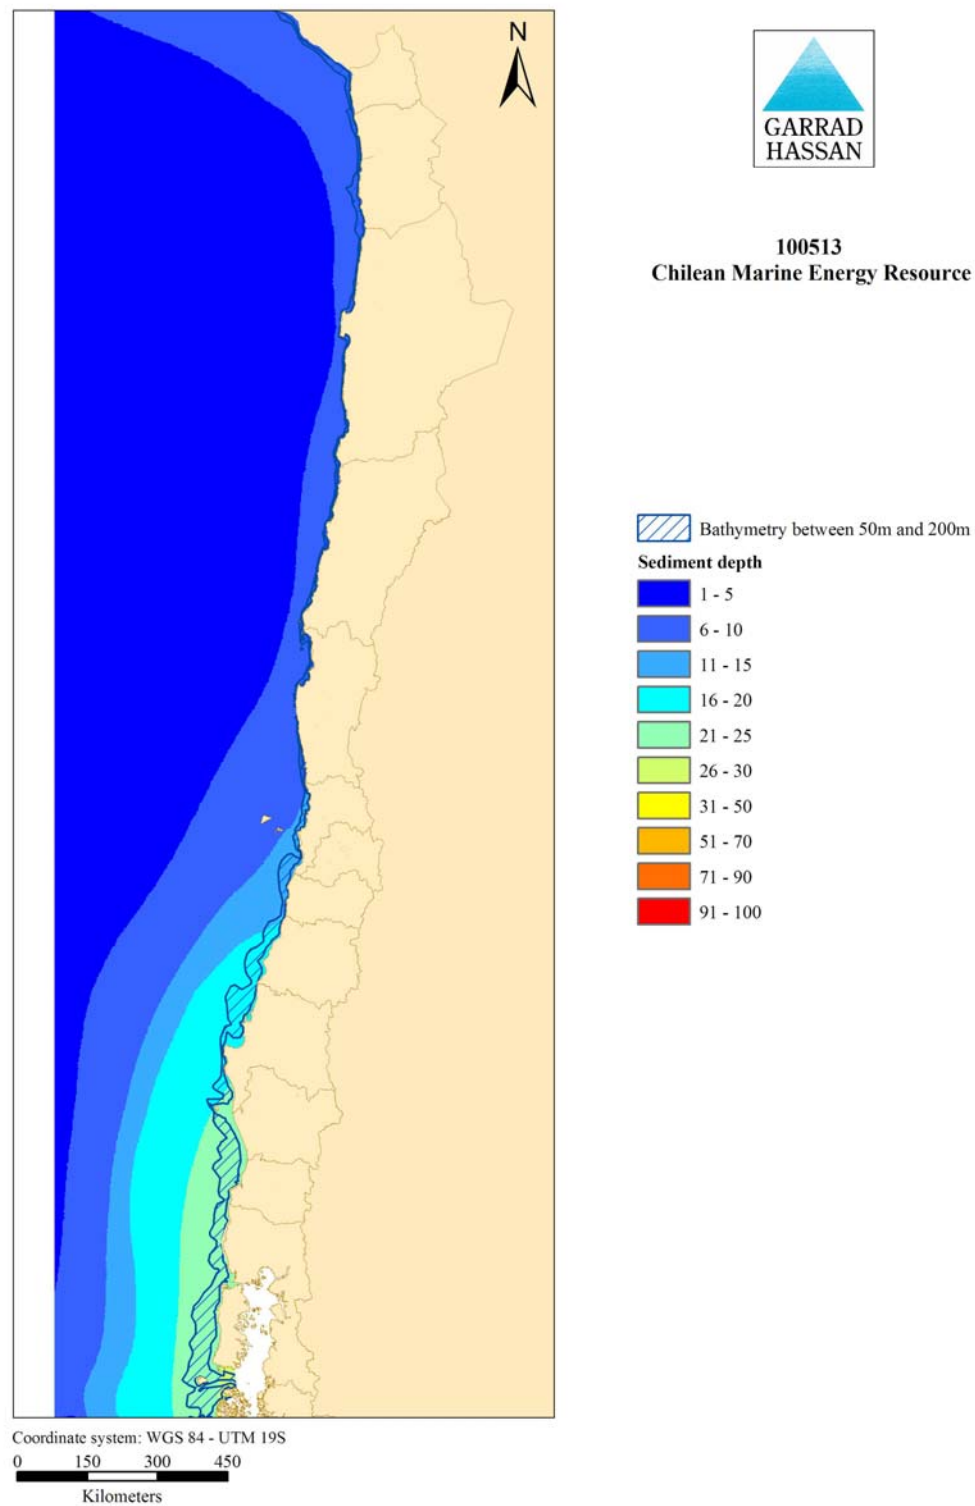 N
GARRAD
HASSAN
100513
Chilean Marine Energy Resource
Bathymetry between 50m and 200m
Sediment depth
1 - 5
6 - 10
11 - 15
16 - 20
21 - 25
26 - 30
31 - 50
51 - 70
71 - 90
91 - 100
Coordinate system: WGS 84 - UTM 19S
0 150 300 450
Kilometers